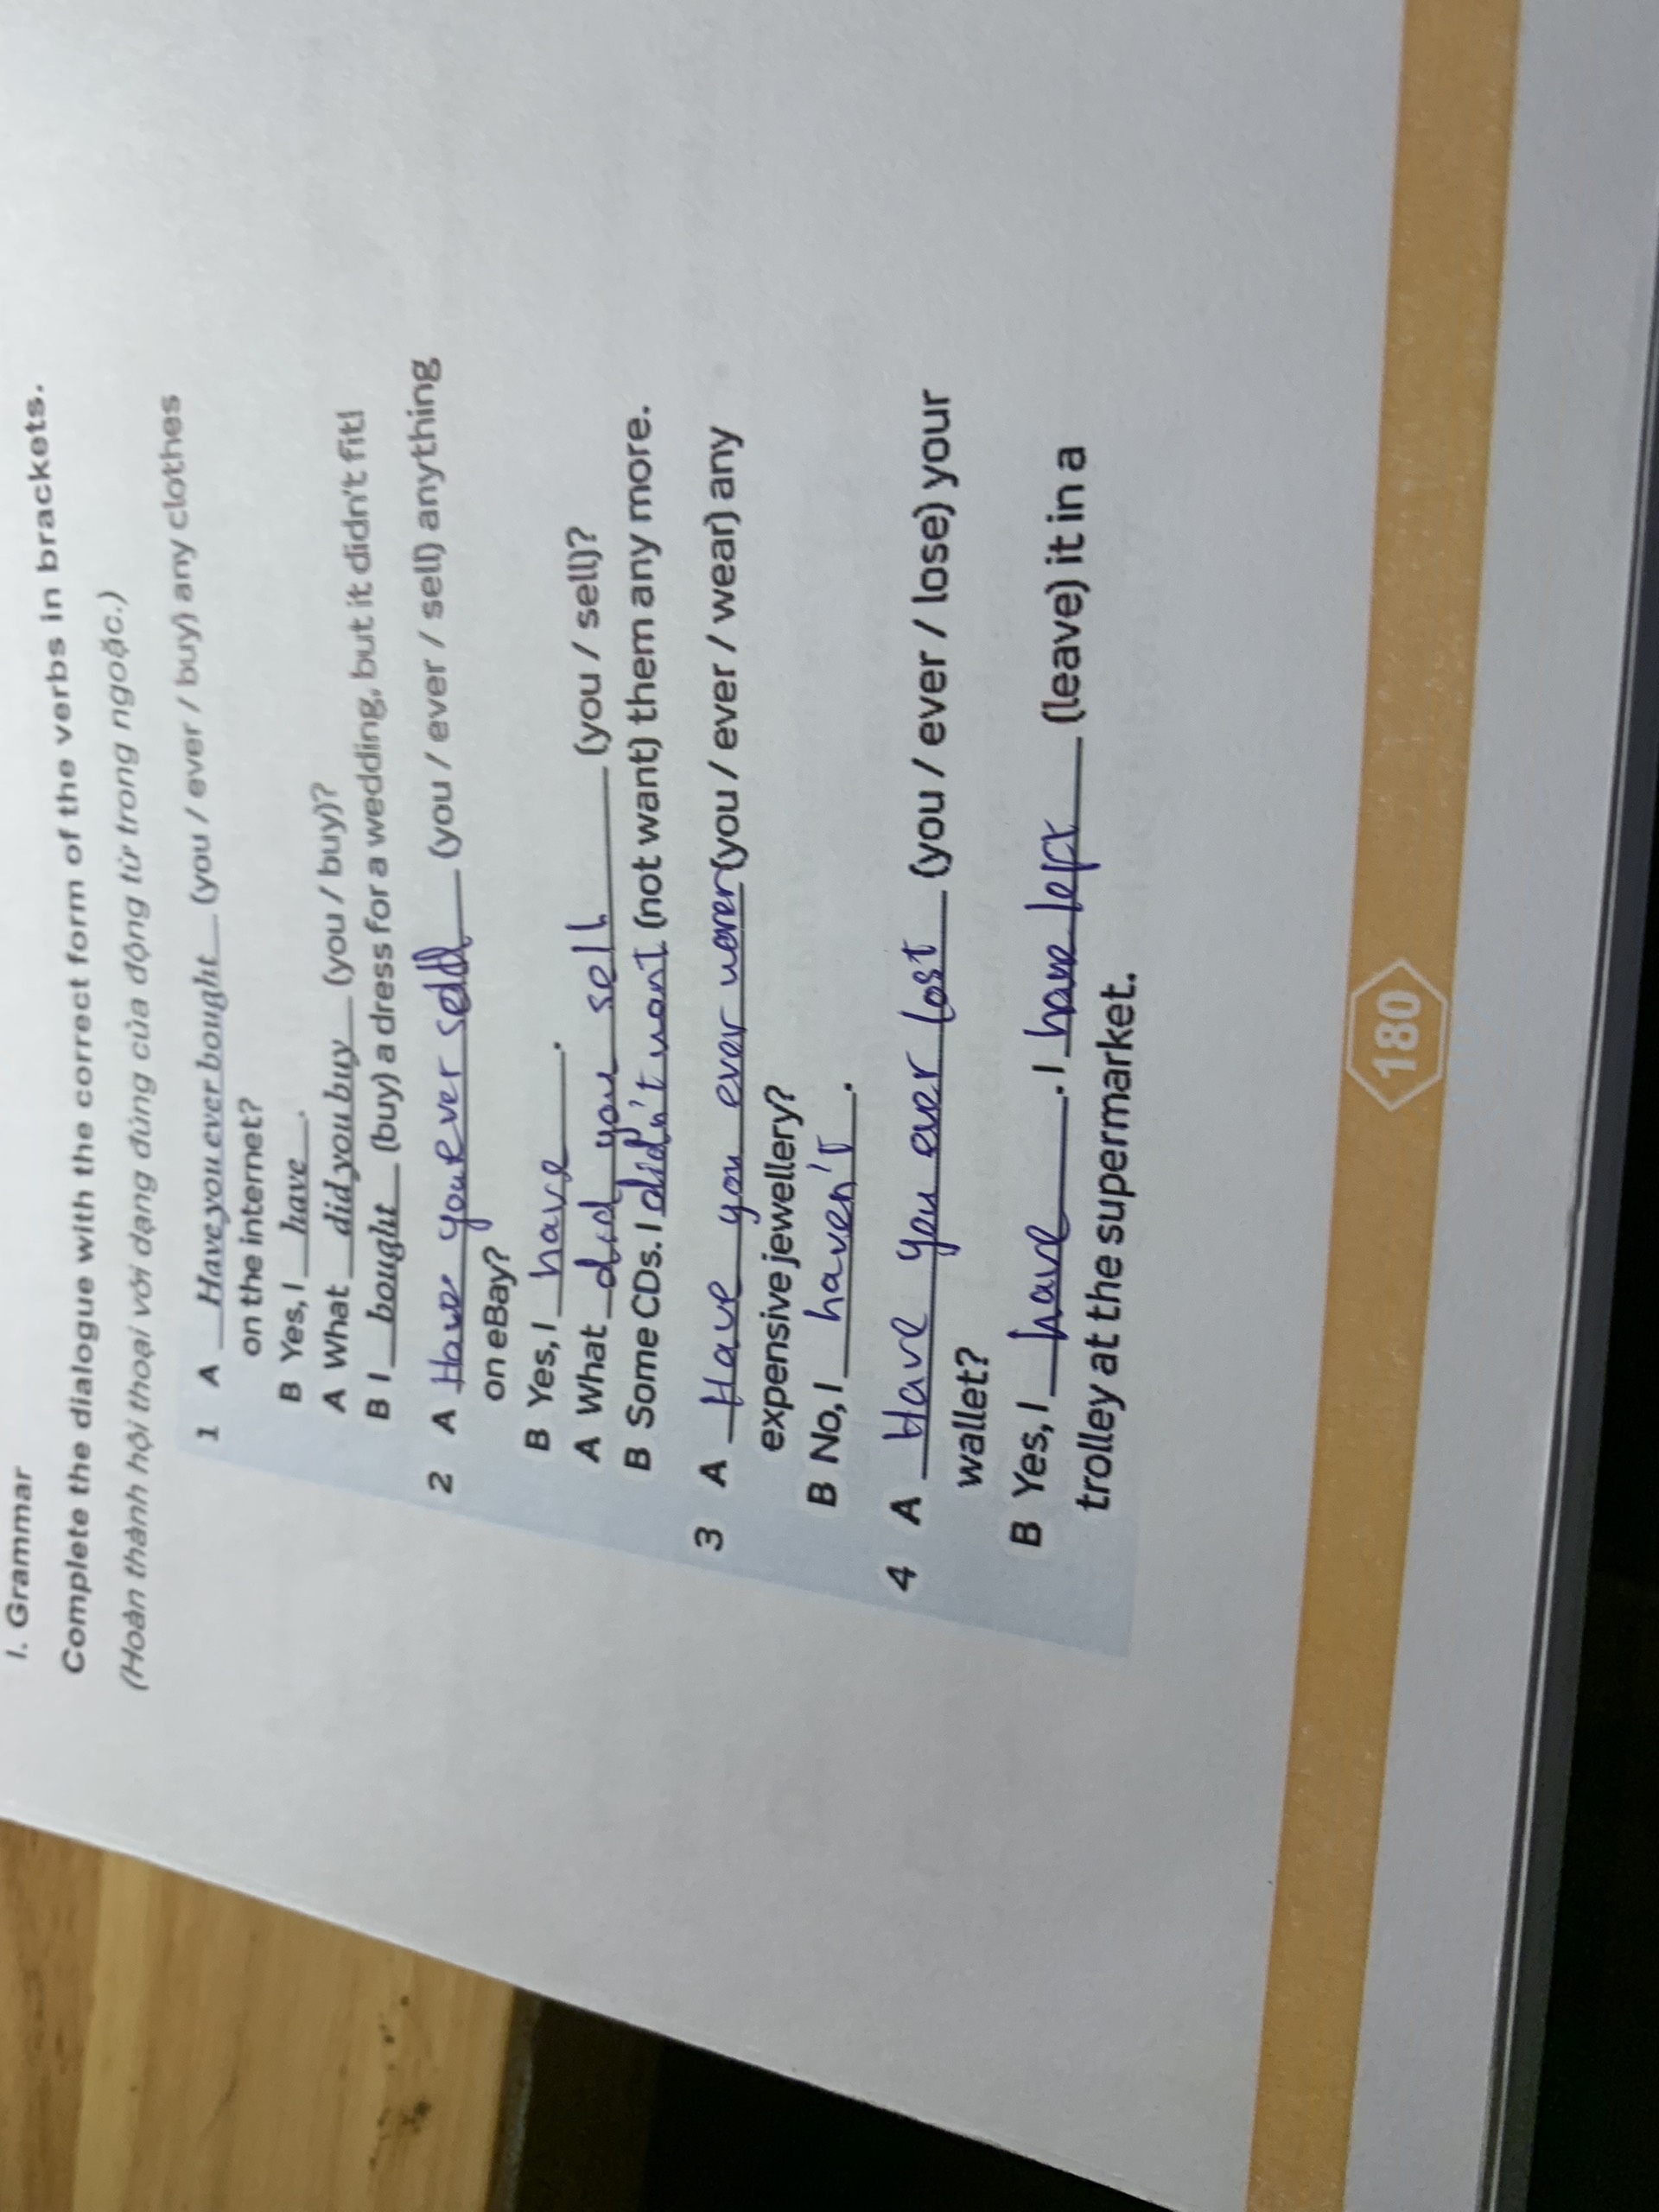 I. Grammar
Complete the dialogue with the correct form of the verbs in brackets.
(Hoàn thành hội thoại với dạng đúng của động từ trong ngoặc.)
1 A Have you ever bought (you / ever / buy) any clothes
on the internet?
B Yes, I have.
A What did you buy (you / buy)?
B I bought (buy) a dress for a wedding, but it didn't fit!
2 A Have you ever (you / ever / sell) anything
on eBay?
B Yes, I have.
A What did you sell (you / sell)?
B Some CDs. I didn't want (not want) them any more.
3 A Have you ever (you / ever / wear) any
expensive jewellery?
B No, I haven't.
4 A Have you ever lost (you / ever / lose) your
wallet?
B Yes, I have. I have left (leave) it in a
trolley at the supermarket.
180